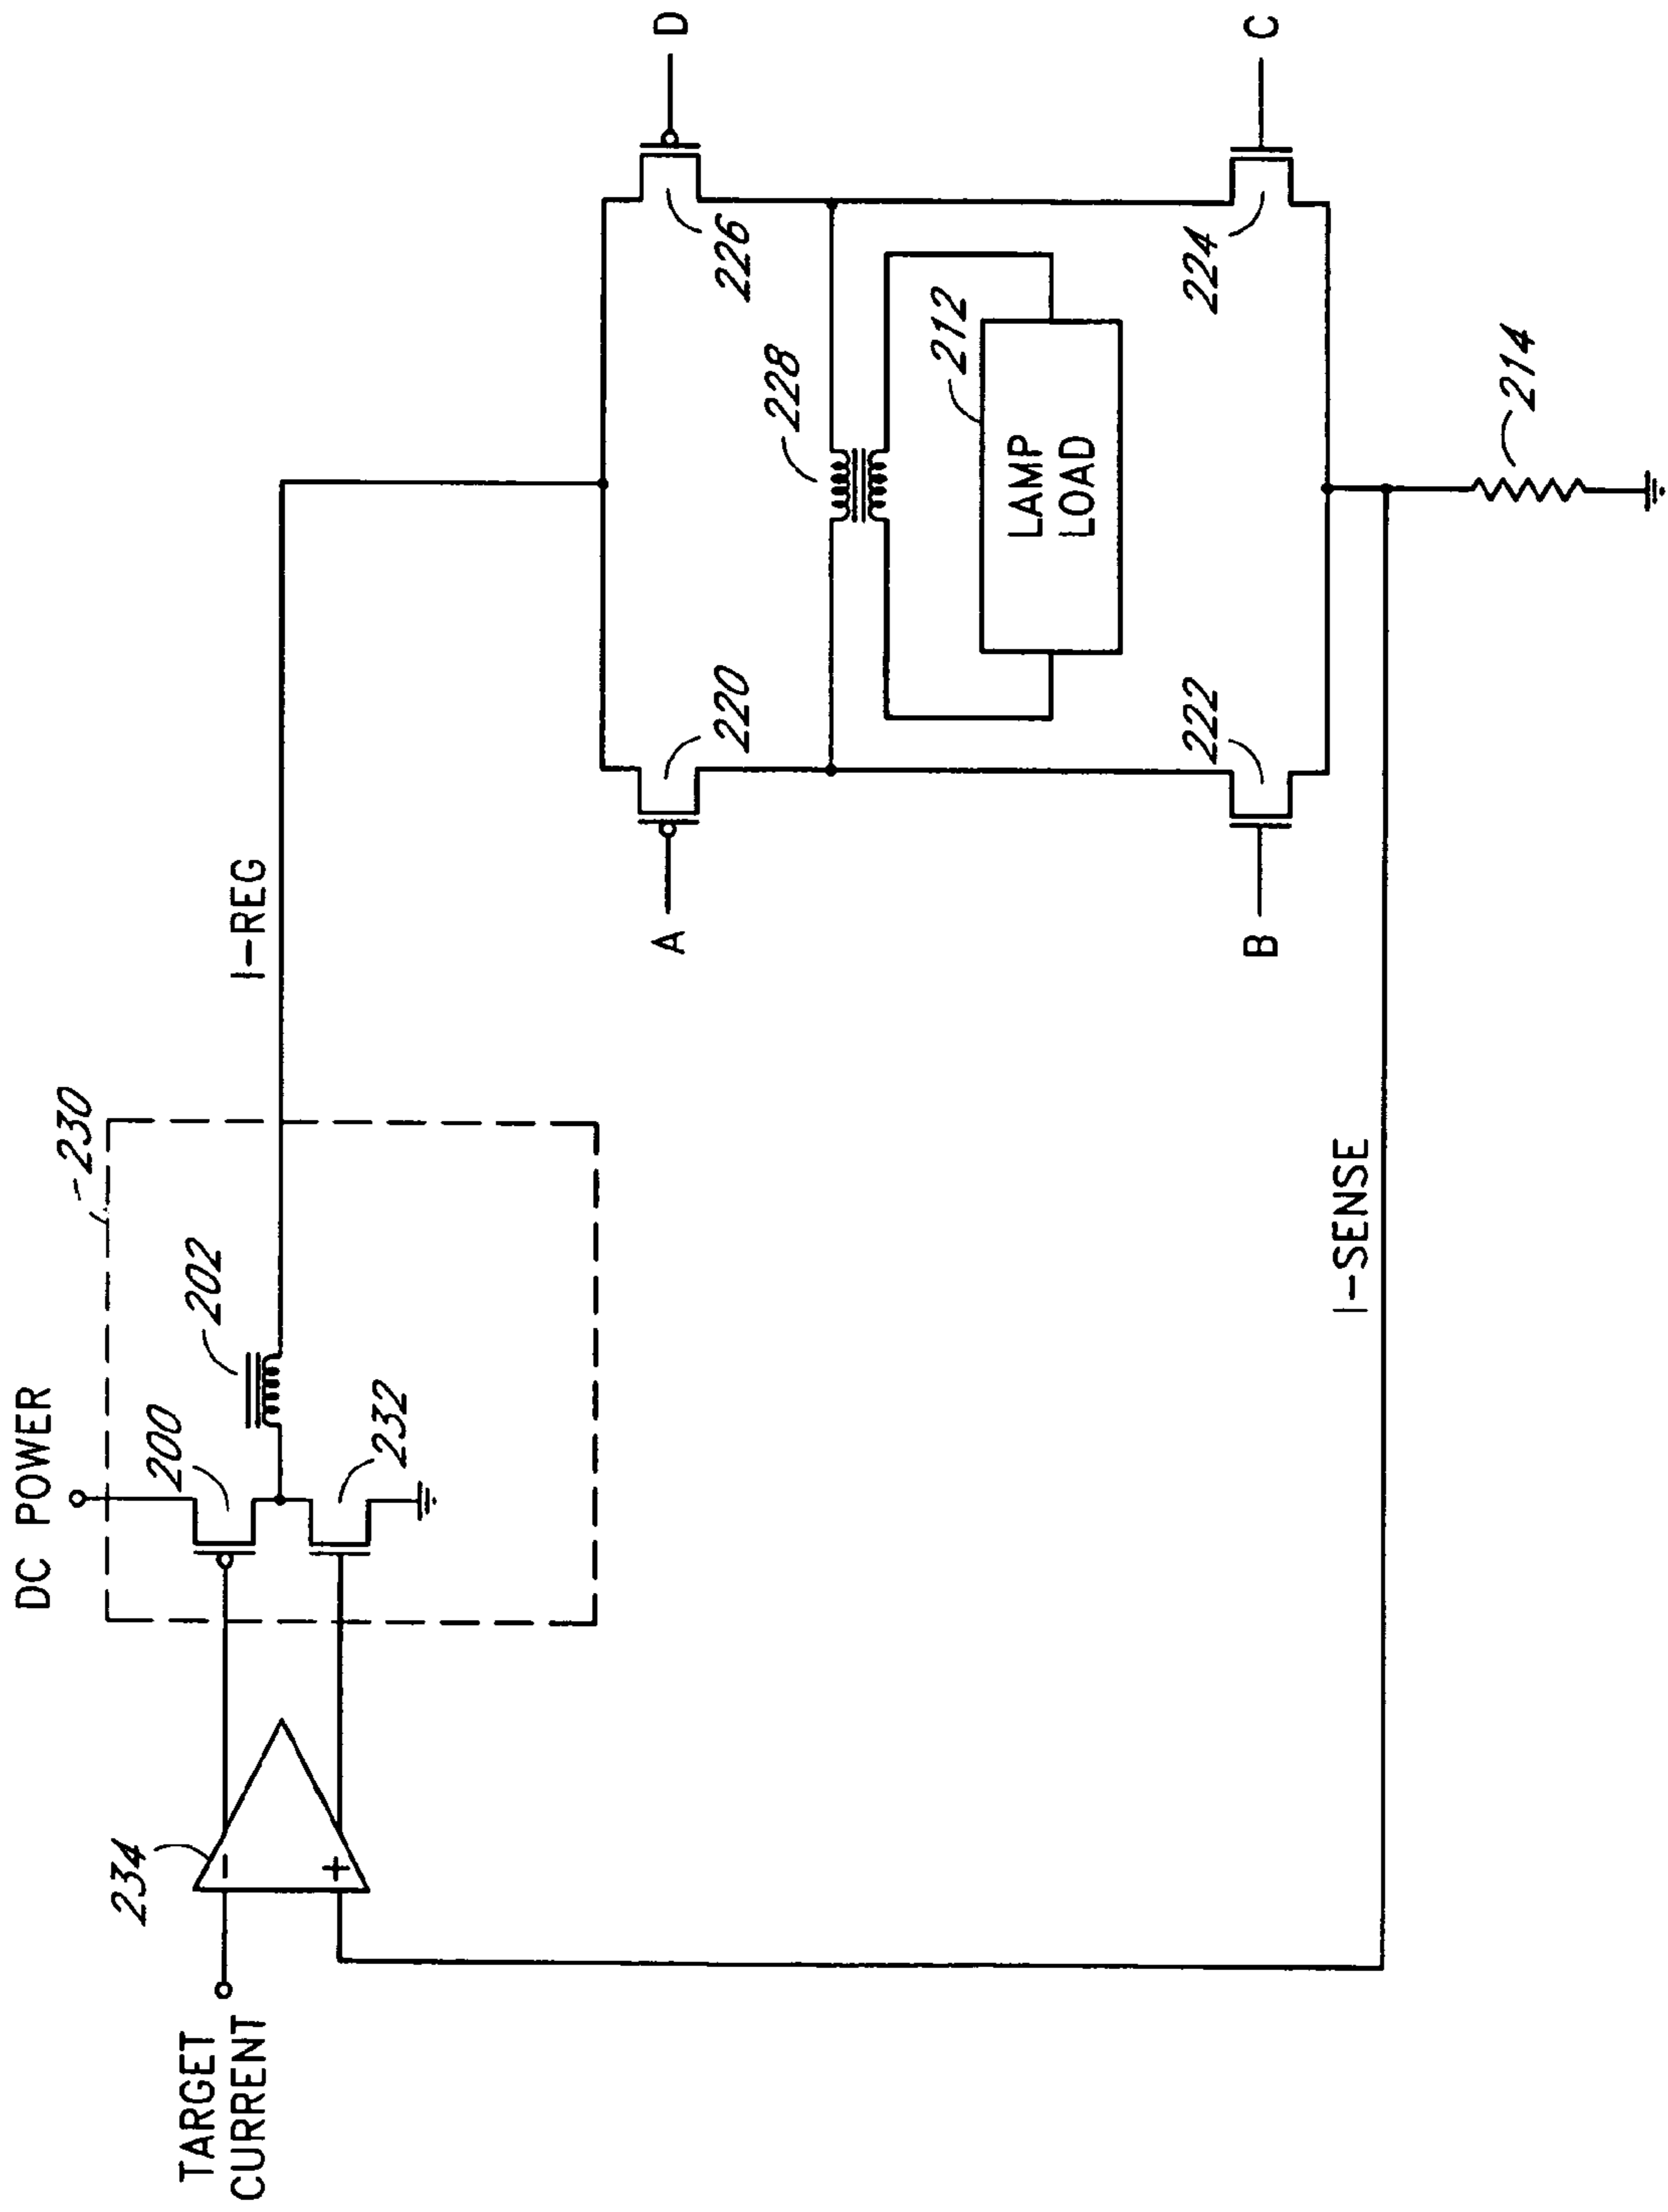 DC POWER
230
202
200
232
234
TARGET
CURRENT
I-REG
I-SENSE
A
220
D
226
228
212
LAMP
LOAD
B
222
C
224
214
−
+